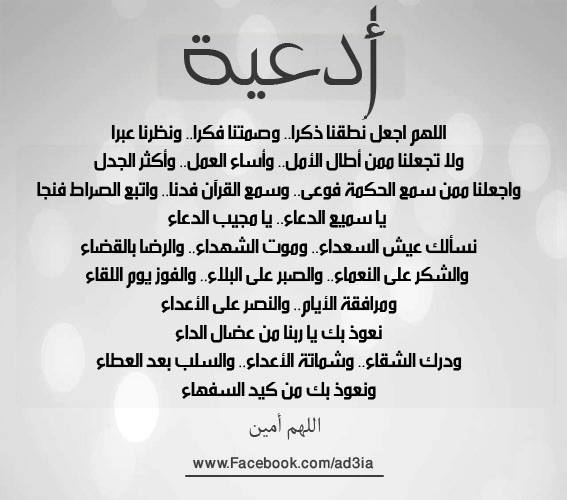 أدعية
اللهم اجعل نُطقنا ذكرا.. وصمتنا فكرا.. ونظرنا عبرا
ولا تجعلنا ممن أطال الأمل.. وأساء العمل.. وأكثر الجدل
واجعلنا ممن سمع الحكمة فوعى.. وسمع القرآن فدنا.. واتبع الصراط فنجا
يا سميع الدعاء.. يا مجيب الدعاء
نسألك عيش السعداء.. وموت الشهداء.. والرضا بالقضاء
والشكر على النعماء.. والصبر على البلاء.. والفوز يوم اللقاء
ومرافقة الأيام.. والنصر على الأعداء
نعوذ بك يا ربنا من عضال الداء
ودرك الشقاء.. وشماتة الأعداء.. والسلب بعد العطاء
ونعوذ بك من كيد السفهاء
اللهم أمين
www.Facebook.com/ad3ia